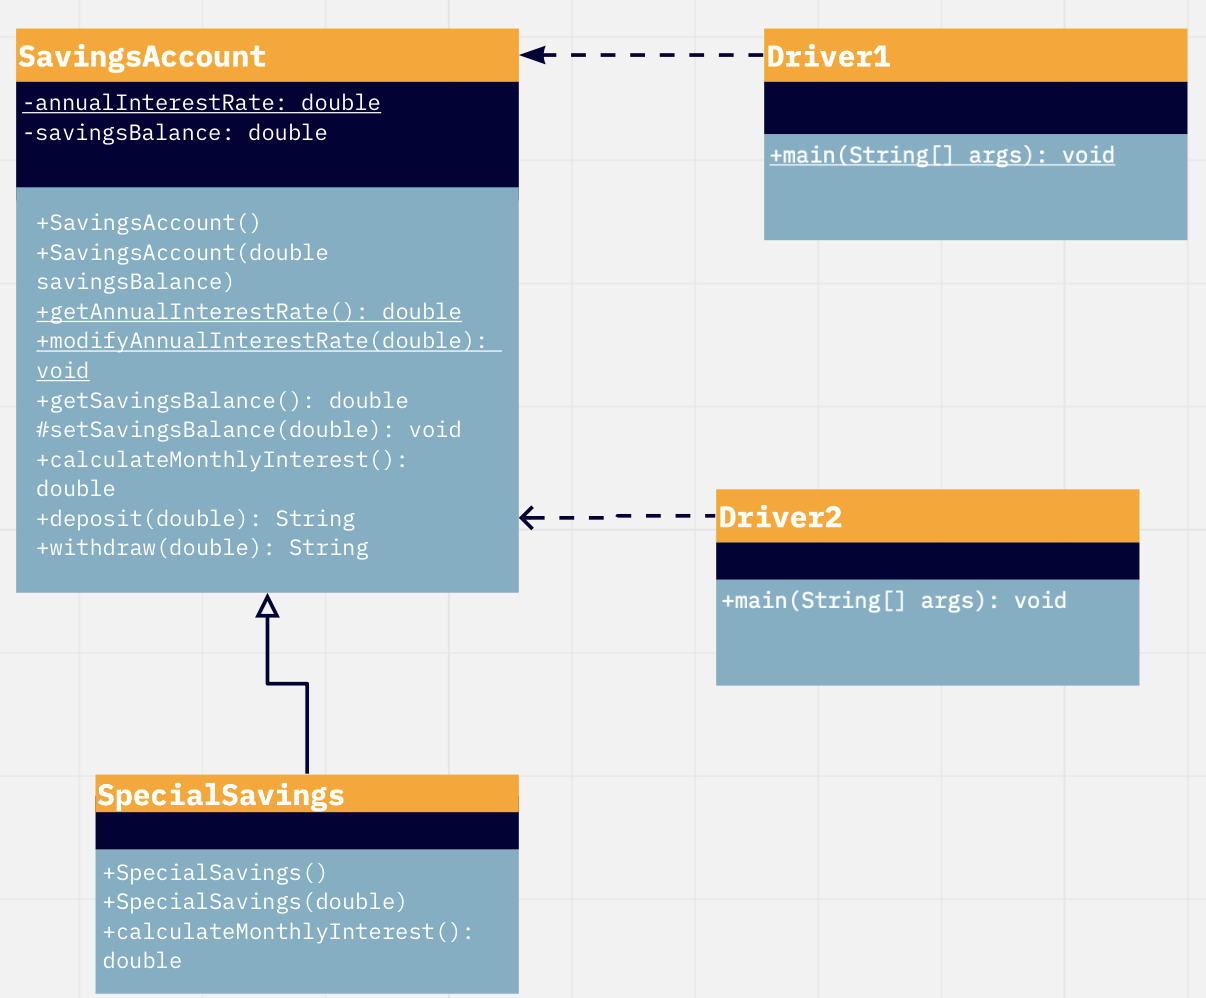 SavingsAccount
-annualInterestRate: double
-savingsBalance: double
+SavingsAccount()
+SavingsAccount(double
savingsBalance)
+getAnnualInterestRate(): double
+modifyAnnualInterestRate(double):
void
+getSavingsBalance(): double
#setSavingsBalance(double): void
+calculateMonthlyInterest():
double
+deposit(double): String
+withdraw(double): String
Driver1
+main(String[] args): void
Driver2
+main(String[] args): void
SpecialSavings
+SpecialSavings()
+SpecialSavings(double)
+calculateMonthlyInterest():
double